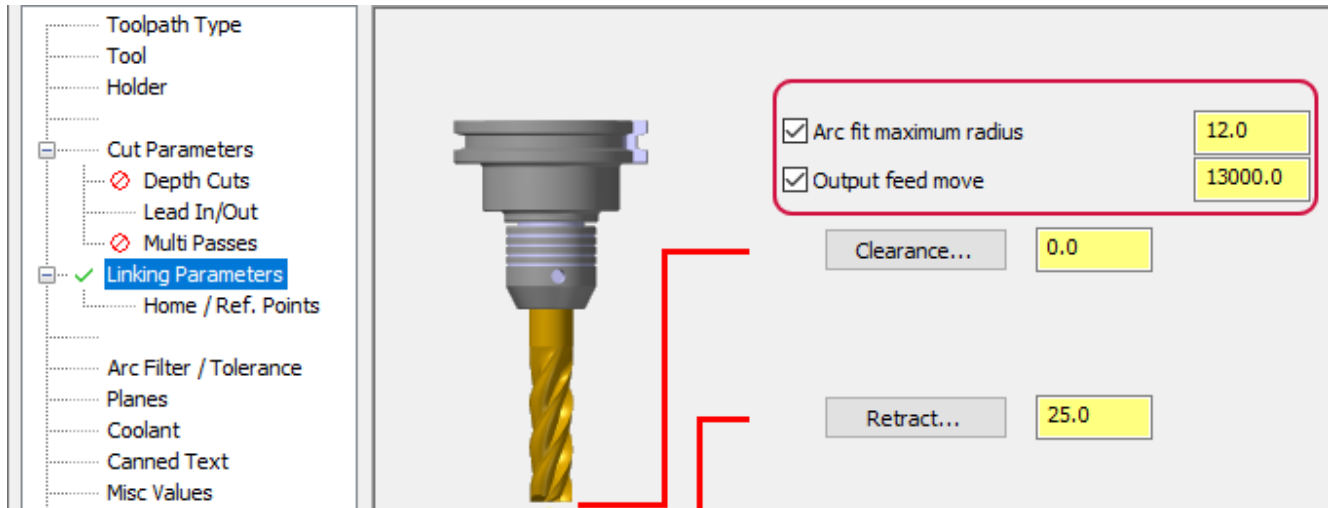 Toolpath Type
Tool
Holder
Cut Parameters
Depth Cuts
Lead In/Out
Multi Passes
Linking Parameters
Home / Ref. Points
Arc Filter / Tolerance
Planes
Coolant
Canned Text
Misc Values
Arc fit maximum radius 12.0
Output feed move 13000.0
Clearance... 0.0
Retract... 25.0